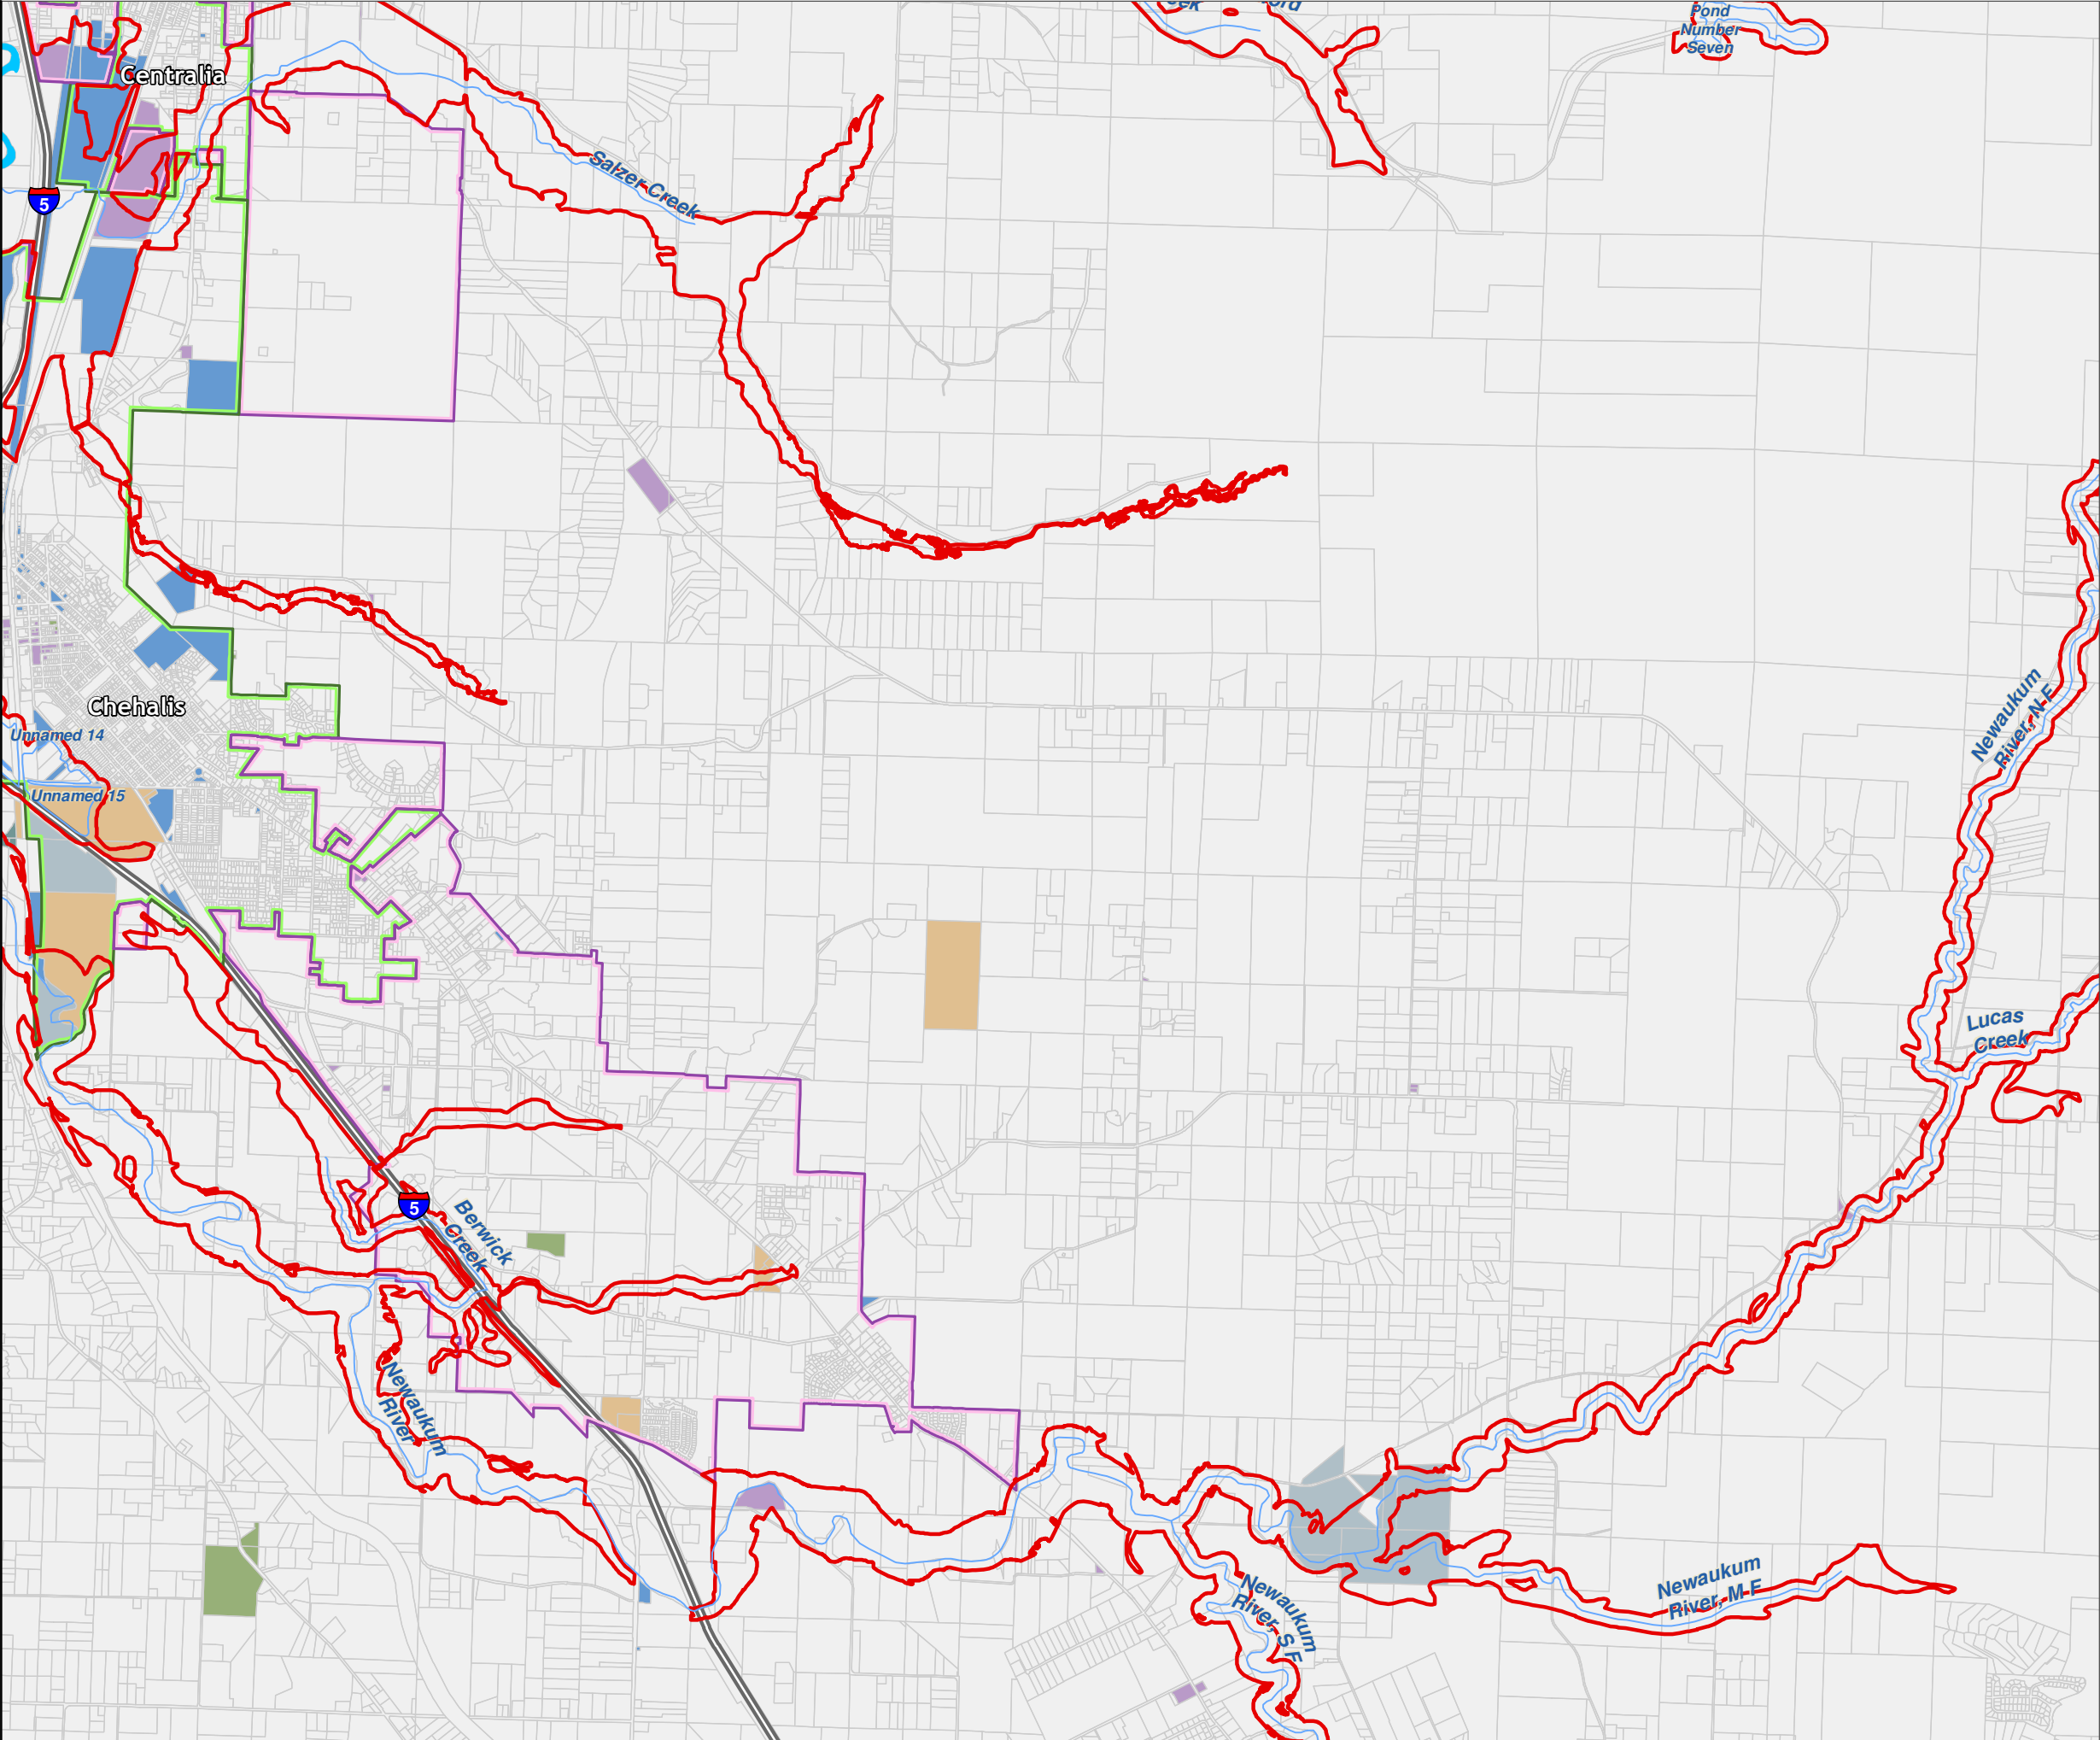 Pond
Number
Seven
Centralia
5
Salzer Creek
Newaukum
River, N F
Chehalis
Unnamed 14
Unnamed 15
Lucas
Creek
5
Berwick
Creek
Newaukum
River
Newaukum
River, M F
Newaukum
River, S F